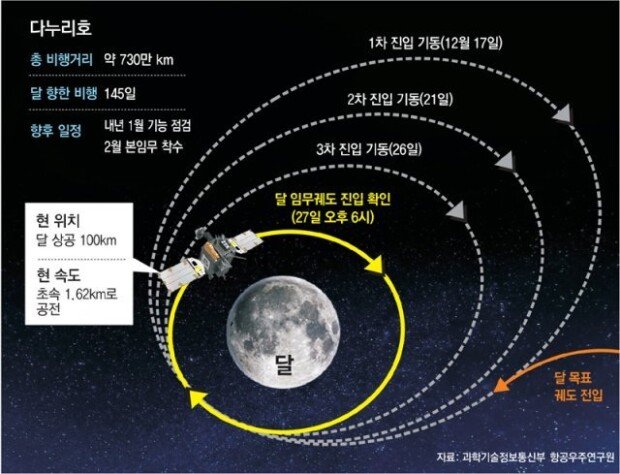 다누리호
총 비행거리 약 730만 km
달 향한 비행 145일
향후 일정 내년 1월 기능 점검
2월 본임무 착수
1차 진입 기동(12월 17일)
2차 진입 기동(21일)
3차 진입 기동(26일)
달 임무궤도 진입 확인
(27일 오후 6시)
현 위치
달 상공 100km
현 속도
초속 1.62km로
공전
달
달 목표
궤도 전입
자료: 과학기술정보통신부 항공우주연구원